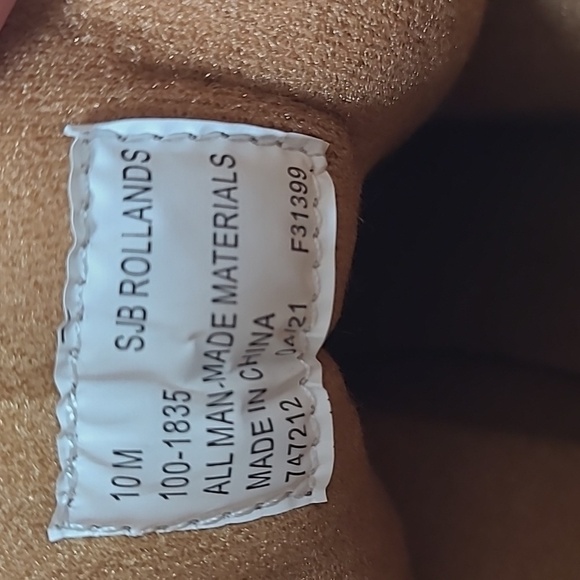 10 M SJB ROLLANDS
100-1835
ALL MAN-MADE MATERIALS
MADE IN CHINA
747212 04/21 F31399